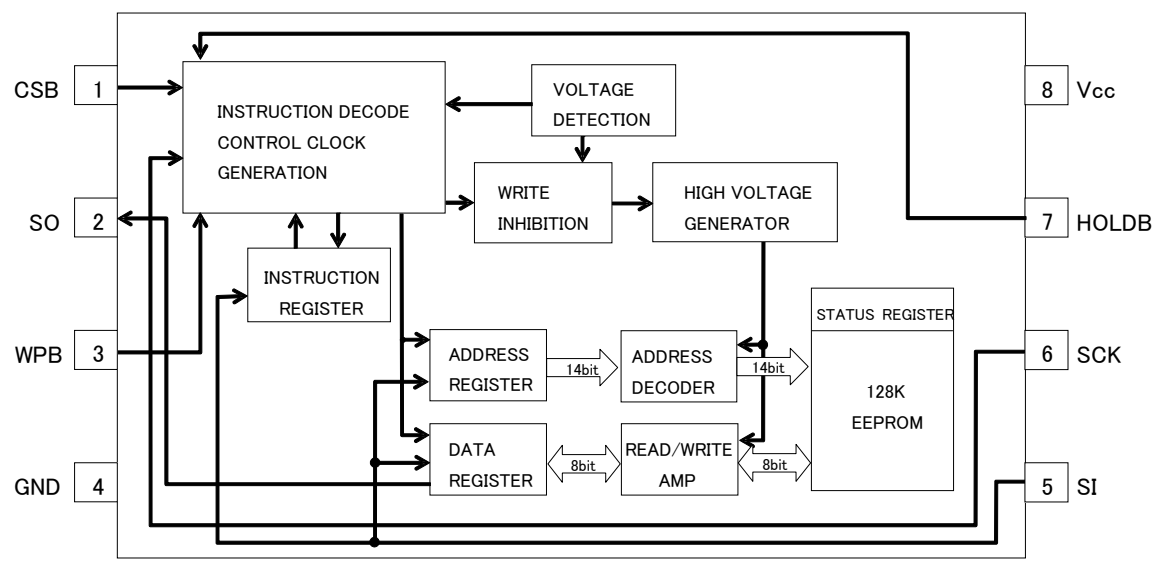 CSB 1
SO 2
WPB 3
GND 4
INSTRUCTION DECODE
CONTROL CLOCK
GENERATION
VOLTAGE
DETECTION
WRITE
INHIBITION
HIGH VOLTAGE
GENERATOR
INSTRUCTION
REGISTER
ADDRESS
REGISTER
14bit
ADDRESS
DECODER
14bit
STATUS REGISTER
128K
EEPROM
DATA
REGISTER
8bit
READ/WRITE
AMP
8bit
8 Vcc
7 HOLDB
6 SCK
5 SI